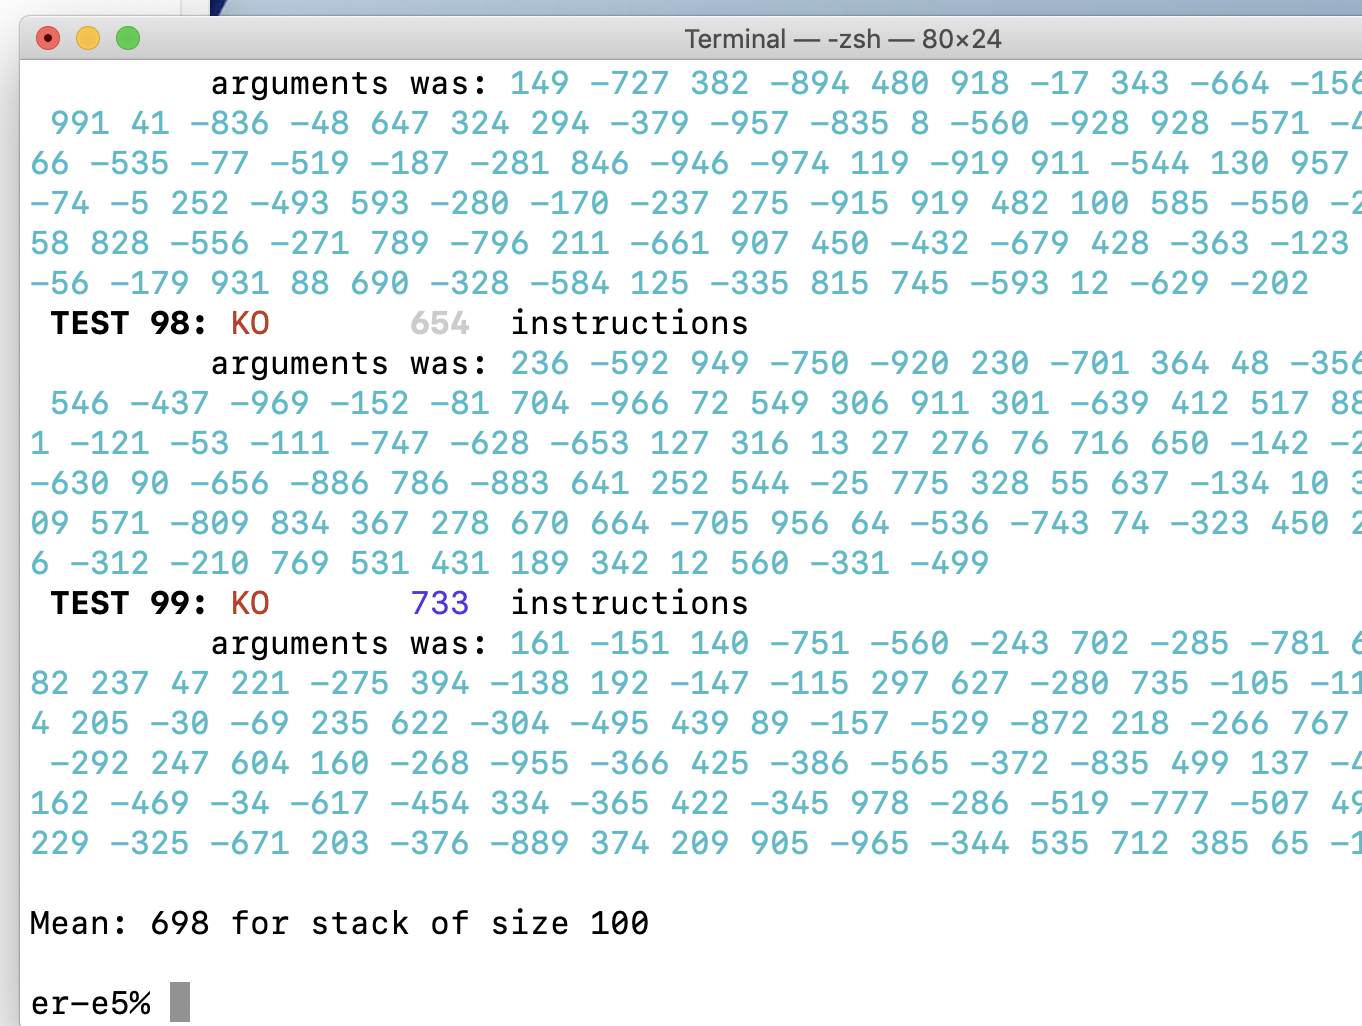 Terminal — -zsh — 80×24
arguments was: 149 -727 382 -894 480 918 -17 343 -664 -156
991 41 -836 -48 647 324 294 -379 -957 -835 8 -560 -928 928 -571 -4
66 -535 -77 -519 -187 -281 846 -946 -974 119 -919 911 -544 130 957
-74 -5 252 -493 593 -280 -170 -237 275 -915 919 482 100 585 -550 -2
58 828 -556 -271 789 -796 211 -661 907 450 -432 -679 428 -363 -123
-56 -179 931 88 690 -328 -584 125 -335 815 745 -593 12 -629 -202
TEST 98: KO 654 instructions
arguments was: 236 -592 949 -750 -920 230 -701 364 48 -356
546 -437 -969 -152 -81 704 -966 72 549 306 911 301 -639 412 517 88
1 -121 -53 -111 -747 -628 -653 127 316 13 27 276 76 716 650 -142 -2
-630 90 -656 -886 786 -883 641 252 544 -25 775 328 55 637 -134 10 3
09 571 -809 834 367 278 670 664 -705 956 64 -536 -743 74 -323 450 2
6 -312 -210 769 531 431 189 342 12 560 -331 -499
TEST 99: KO 733 instructions
arguments was: 161 -151 140 -751 -560 -243 702 -285 -781 6
82 237 47 221 -275 394 -138 192 -147 -115 297 627 -280 735 -105 -11
4 205 -30 -69 235 622 -304 -495 439 89 -157 -529 -872 218 -266 767
-292 247 604 160 -268 -955 -366 425 -386 -565 -372 -835 499 137 -4
162 -469 -34 -617 -454 334 -365 422 -345 978 -286 -519 -777 -507 49
229 -325 -671 203 -376 -889 374 209 905 -965 -344 535 712 385 65 -1
Mean: 698 for stack of size 100
er-e5%